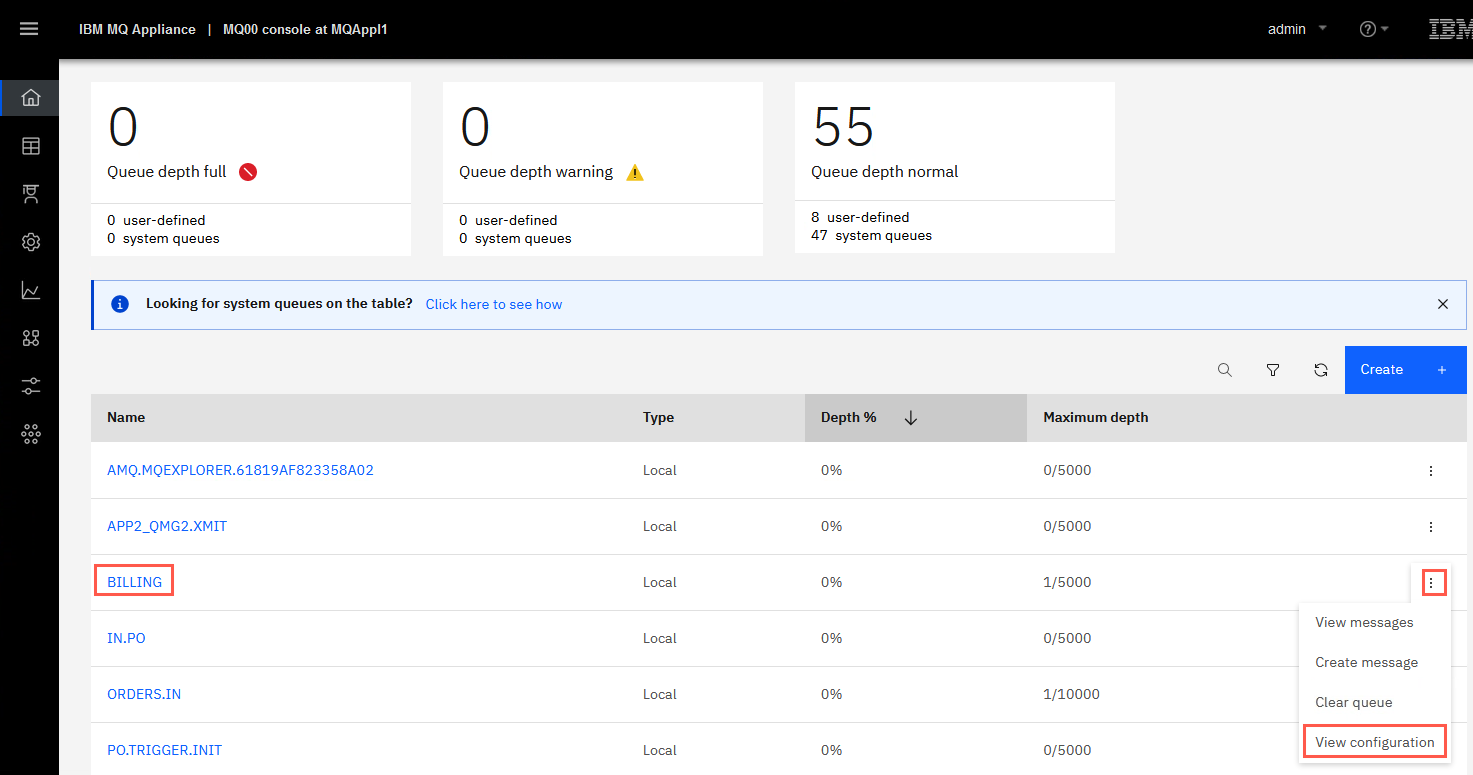 IBM MQ Appliance | MQ00 console at MQAppl1
admin
IBM
0
Queue depth full
0 user-defined
0 system queues
0
Queue depth warning
0 user-defined
0 system queues
55
Queue depth normal
8 user-defined
47 system queues
Looking for system queues on the table? Click here to see how
Create +
Name Type Depth % Maximum depth
AMQ.MQEXPLORER.61819AF823358A02 Local 0% 0/5000
APP2_QMG2.XMIT Local 0% 0/5000
BILLING Local 0% 1/5000
View messages
IN.PO Local 0% 0/5000
Create message
ORDERS.IN Local 0% 1/10000
Clear queue
View configuration
PO.TRIGGER.INIT Local 0% 0/5000